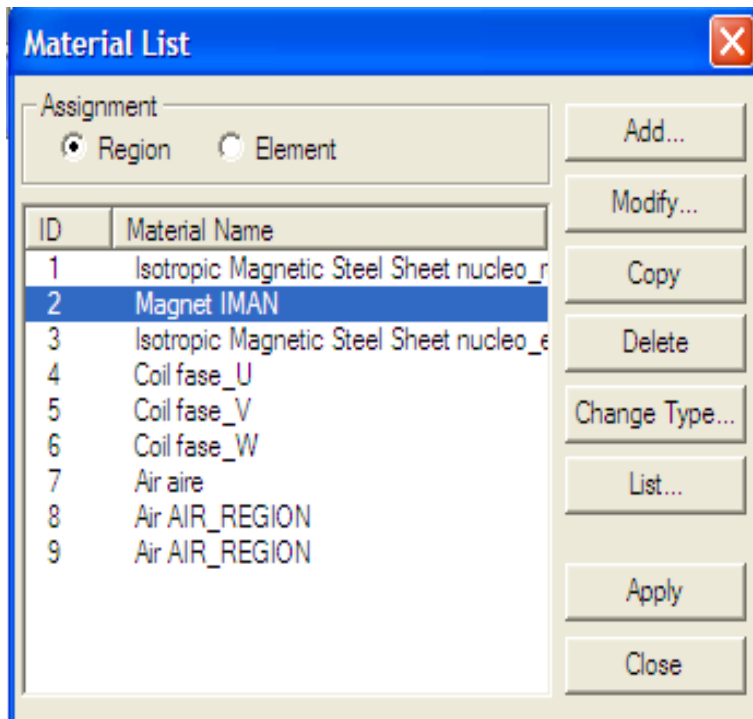 Material List
Assignment
Region Element
Add...
Modify...
Copy
Delete
Change Type...
List...
Apply
Close
ID Material Name
1 Isotropic Magnetic Steel Sheet
2 Magnet IMAN
3 Isotropic Magnetic Steel Sheet
4 Coil fase_U
5 Coil fase_V
6 Coil fase_W
7 Air aire
8 Air AIR_REGION
9 Air AIR_REGION